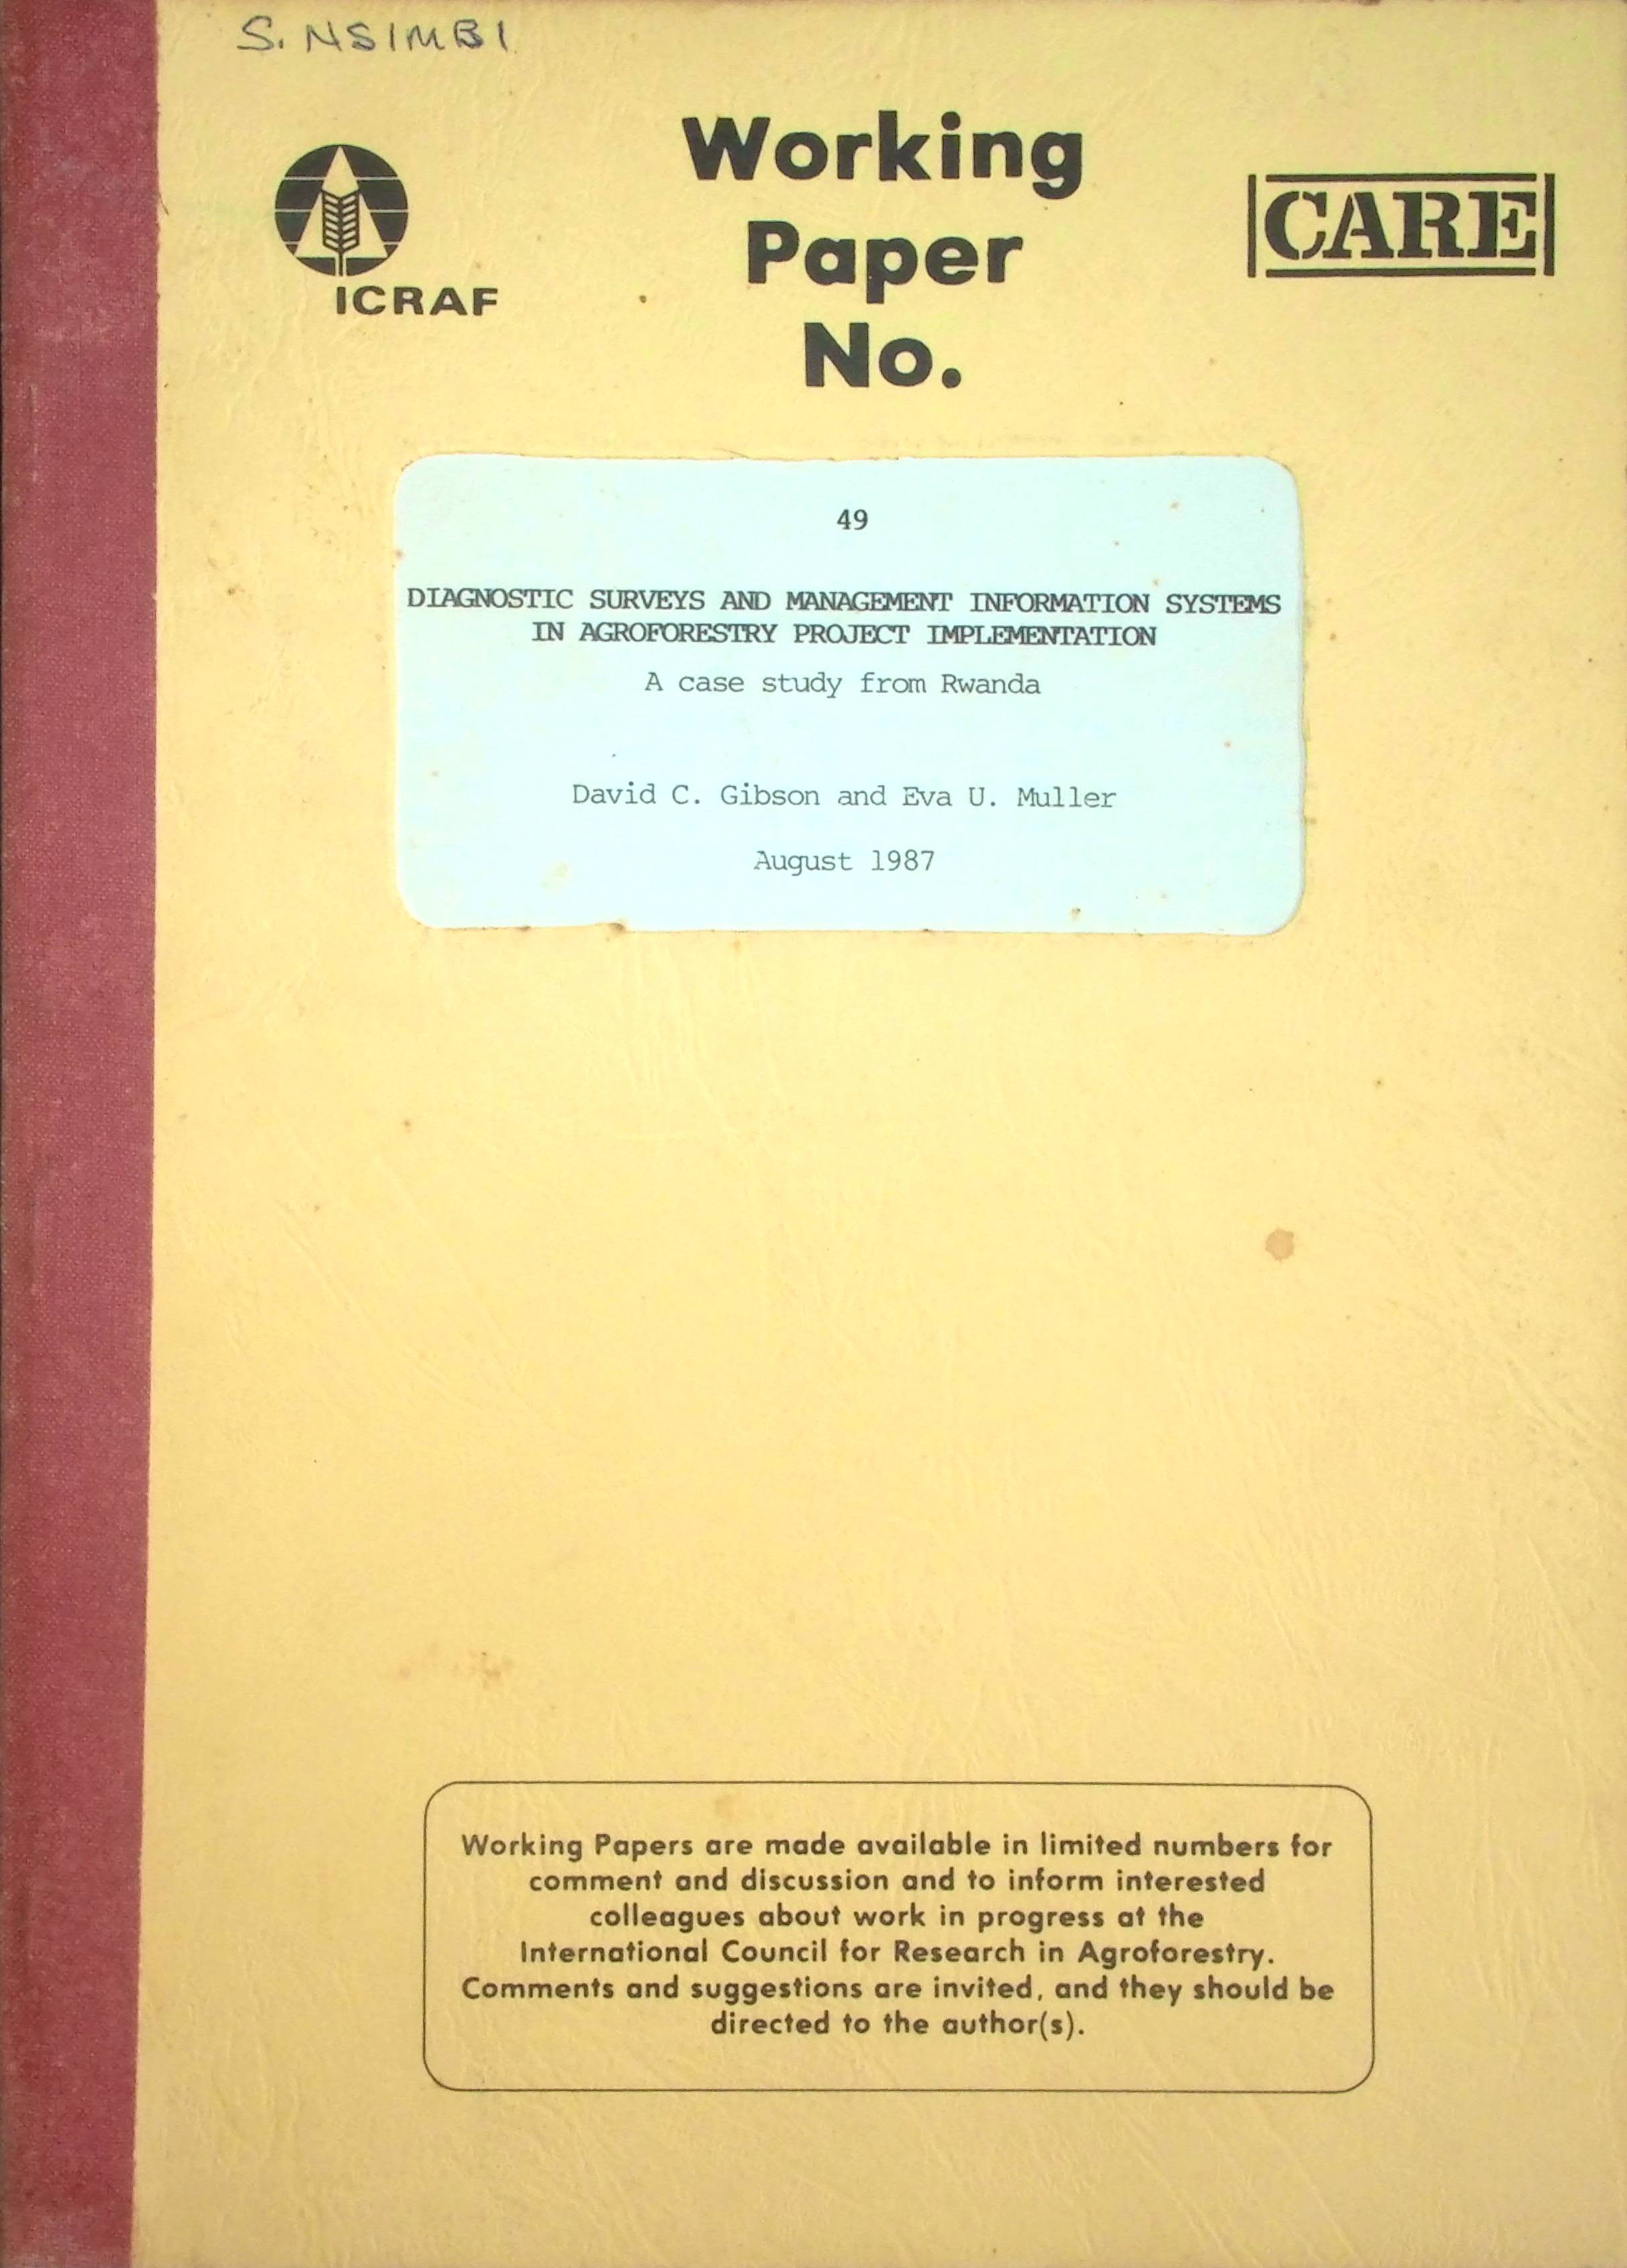 S. NSIMBI
Working
Paper
No.
ICRAF
CARE
49
DIAGNOSTIC SURVEYS AND MANAGEMENT INFORMATION SYSTEMS
IN AGROFORESTRY PROJECT IMPLEMENTATION
A case study from Rwanda
David C. Gibson and Eva U. Muller
August 1987
Working Papers are made available in limited numbers for
comment and discussion and to inform interested
colleagues about work in progress at the
International Council for Research in Agroforestry.
Comments and suggestions are invited, and they should be
directed to the author(s).